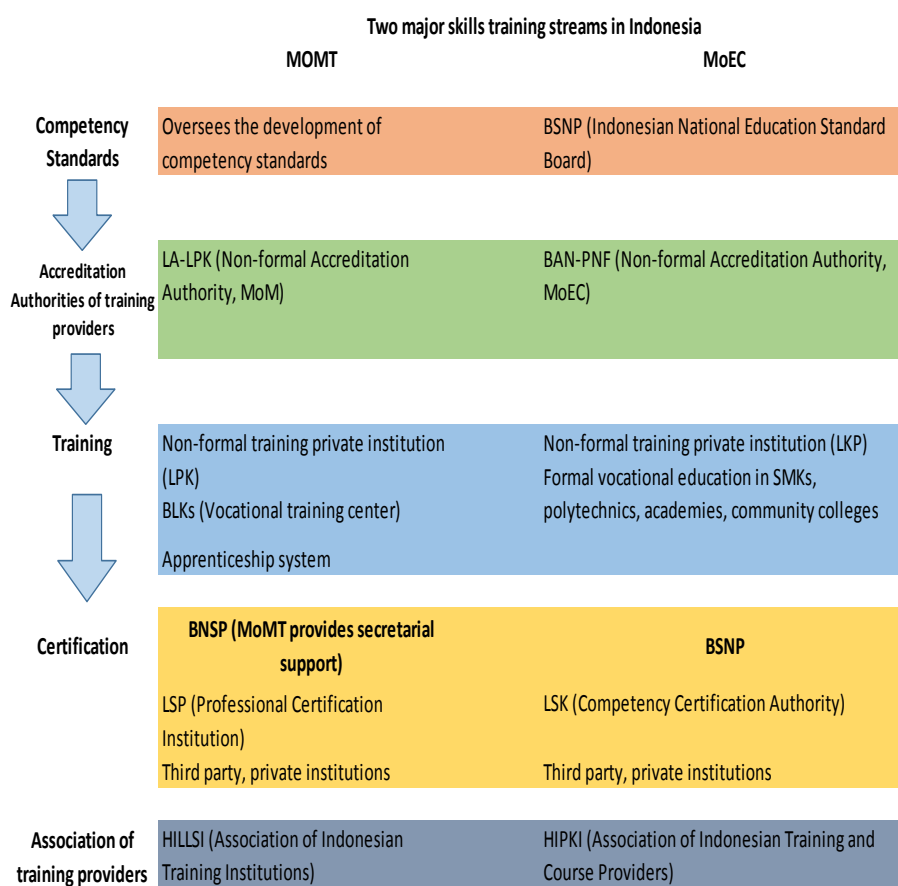 Two major skills training streams in Indonesia
MOMT
MoEC
Competency
Standards
Oversees the development of
competency standards
BSNP (Indonesian National Education Standard
Board)
Accreditation
Authorities of training
providers
LA-LPK (Non-formal Accreditation
Authority, MoM)
BAN-PNF (Non-formal Accreditation Authority,
MoEC)
Training
Non-formal training private institution
(LPK)
BLKs (Vocational training center)
Apprenticeship system
Non-formal training private institution (LKP)
Formal vocational education in SMKs,
polytechnics, academies, community colleges
Certification
BNSP (MoMT provides secretarial
support)
LSP (Professional Certification
Institution)
Third party, private institutions
BSNP
LSK (Competency Certification Authority)
Third party, private institutions
Association of
training providers
HILLSI (Association of Indonesian
Training Institutions)
HIPKI (Association of Indonesian Training and
Course Providers)